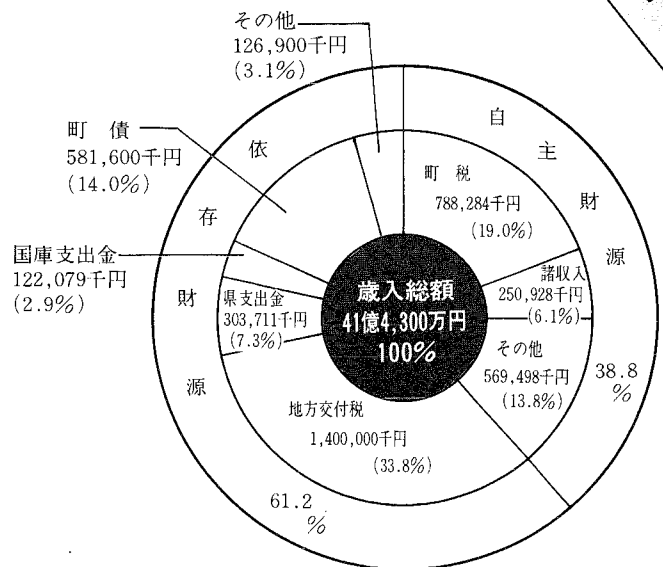 その他
126,900千円
(3.1%)
町 債
581,600千円
(14.0%)
国庫支出金
122,079千円
(2.9%)
県支出金
303,711千円
(7.3%)
地方交付税
1,400,000千円
(33.8%)
依存財源
61.2
%
自主財源
38.8
%
町 税
788,284千円
(19.0%)
諸収入
250,928千円
(6.1%)
その他
569,498千円
(13.8%)
歳入総額
41億4,300万円
100%